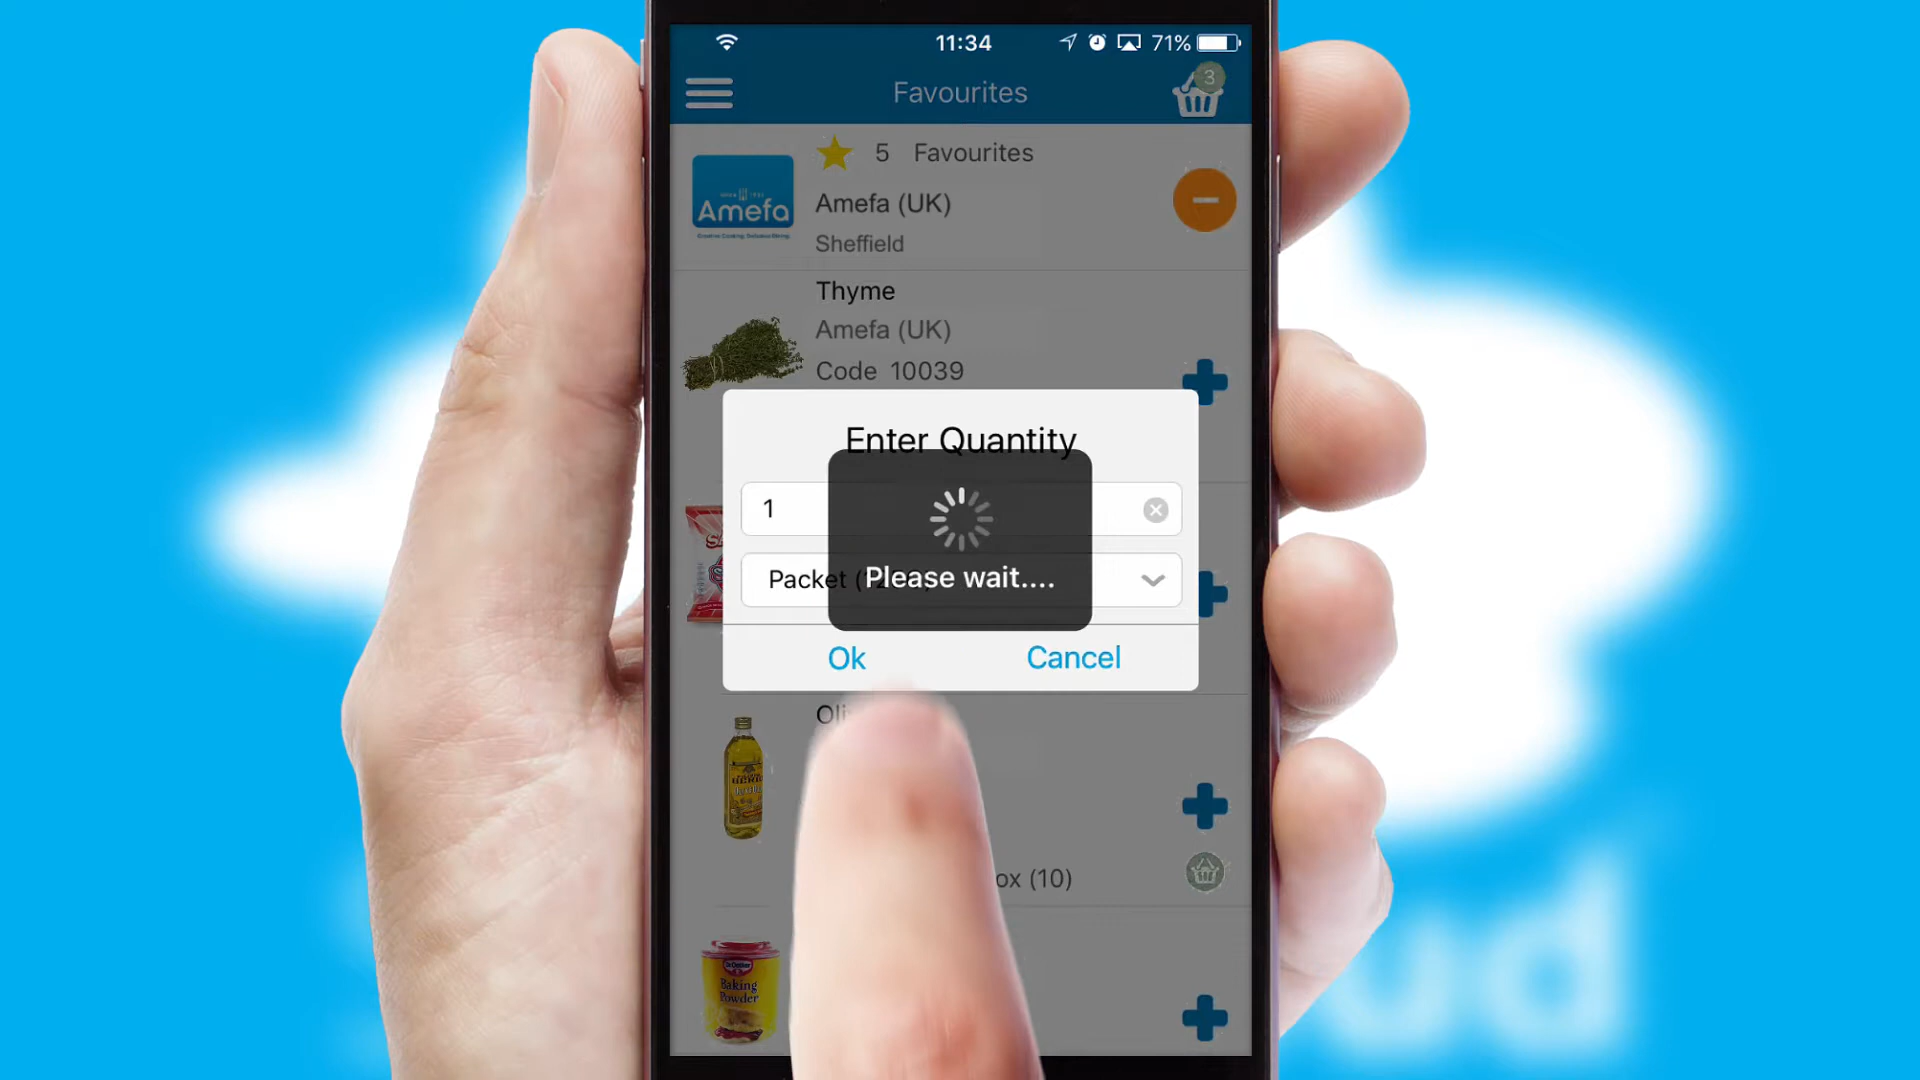 11:34
71%
Favourites
3
5 Favourites
Amefa
Amefa (UK)
Sheffield
Thyme
Amefa (UK)
Code 10039
Enter Quantity
1
Packet
Please wait....
Ok
Cancel
ox (10)
Baking
Powder
ud